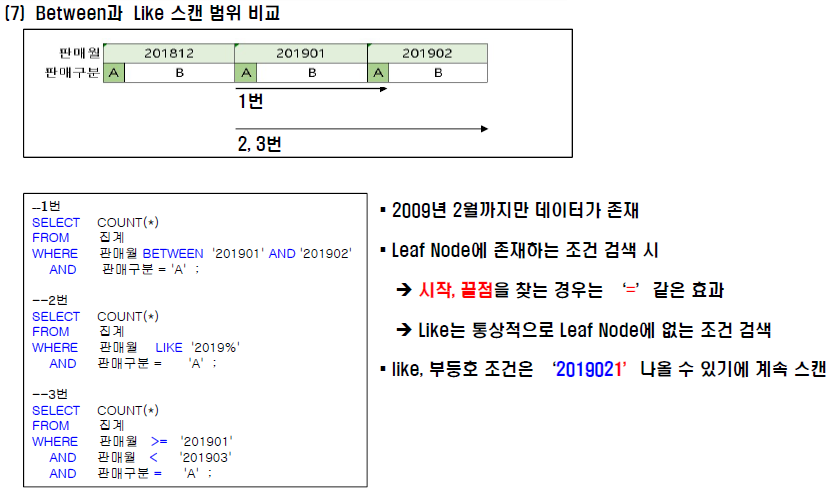 (7) Between과 Like 스캔 범위 비교
판매월 201812 201901 201902
판매구분 A B A B A B
1번
2, 3번
--1번
SELECT COUNT(*)
FROM 집계
WHERE 판매월 BETWEEN '201901' AND '201902'
AND 판매구분 = 'A' ;
--2번
SELECT COUNT(*)
FROM 집계
WHERE 판매월 LIKE '2019%'
AND 판매구분 = 'A' ;
--3번
SELECT COUNT(*)
FROM 집계
WHERE 판매월 >= '201901'
AND 판매월 < '201903'
AND 판매구분 = 'A' ;
▪ 2009년 2월까지만 데이터가 존재
▪ Leaf Node에 존재하는 조건 검색 시
➔ 시작, 끝점을 찾는 경우는 ‘=’ 같은 효과
➔ Like는 통상적으로 Leaf Node에 없는 조건 검색
▪ like, 부등호 조건은 ‘2019021’ 나올 수 있기에 계속 스캔